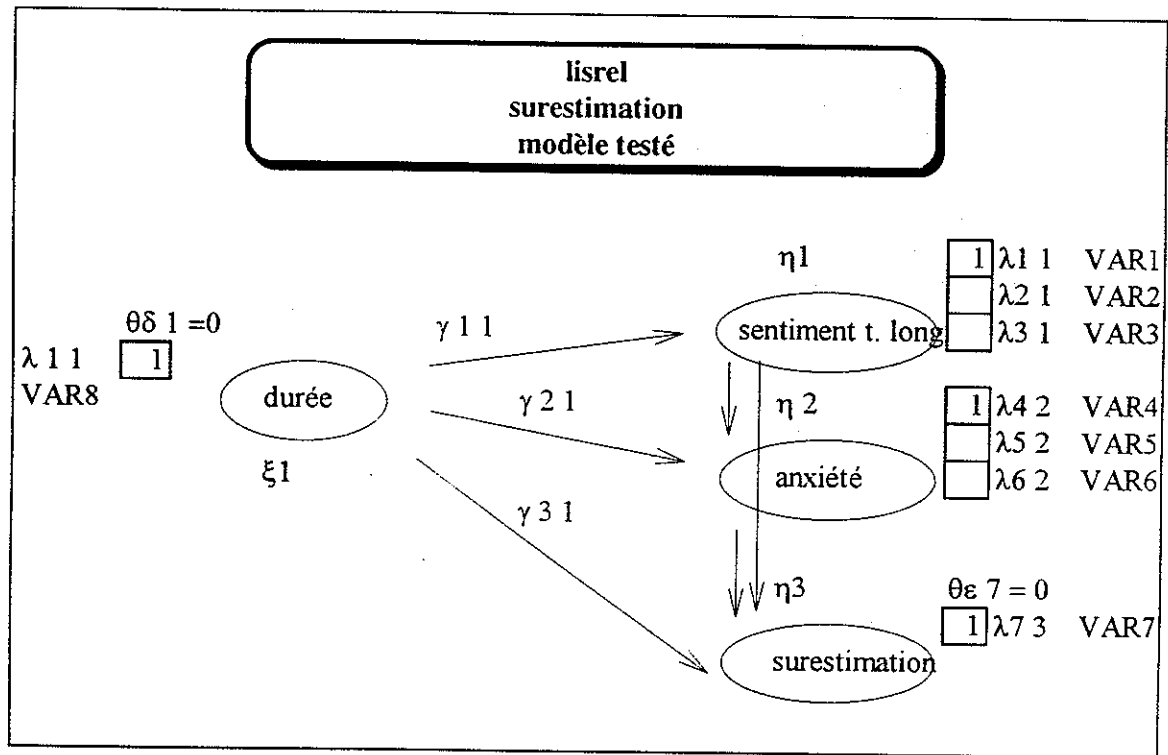 lisrel
surestimation
modèle testé
η1
1 λ1 1 VAR1
λ2 1 VAR2
sentiment t. long λ3 1 VAR3
θδ 1 =0
λ 1 1 1
VAR8
durée
ξ1
γ 1 1
γ 2 1
γ 3 1
η 2
1 λ4 2 VAR4
λ5 2 VAR5
anxiété
λ6 2 VAR6
η3
θε 7 = 0
1 λ7 3 VAR7
surestimation